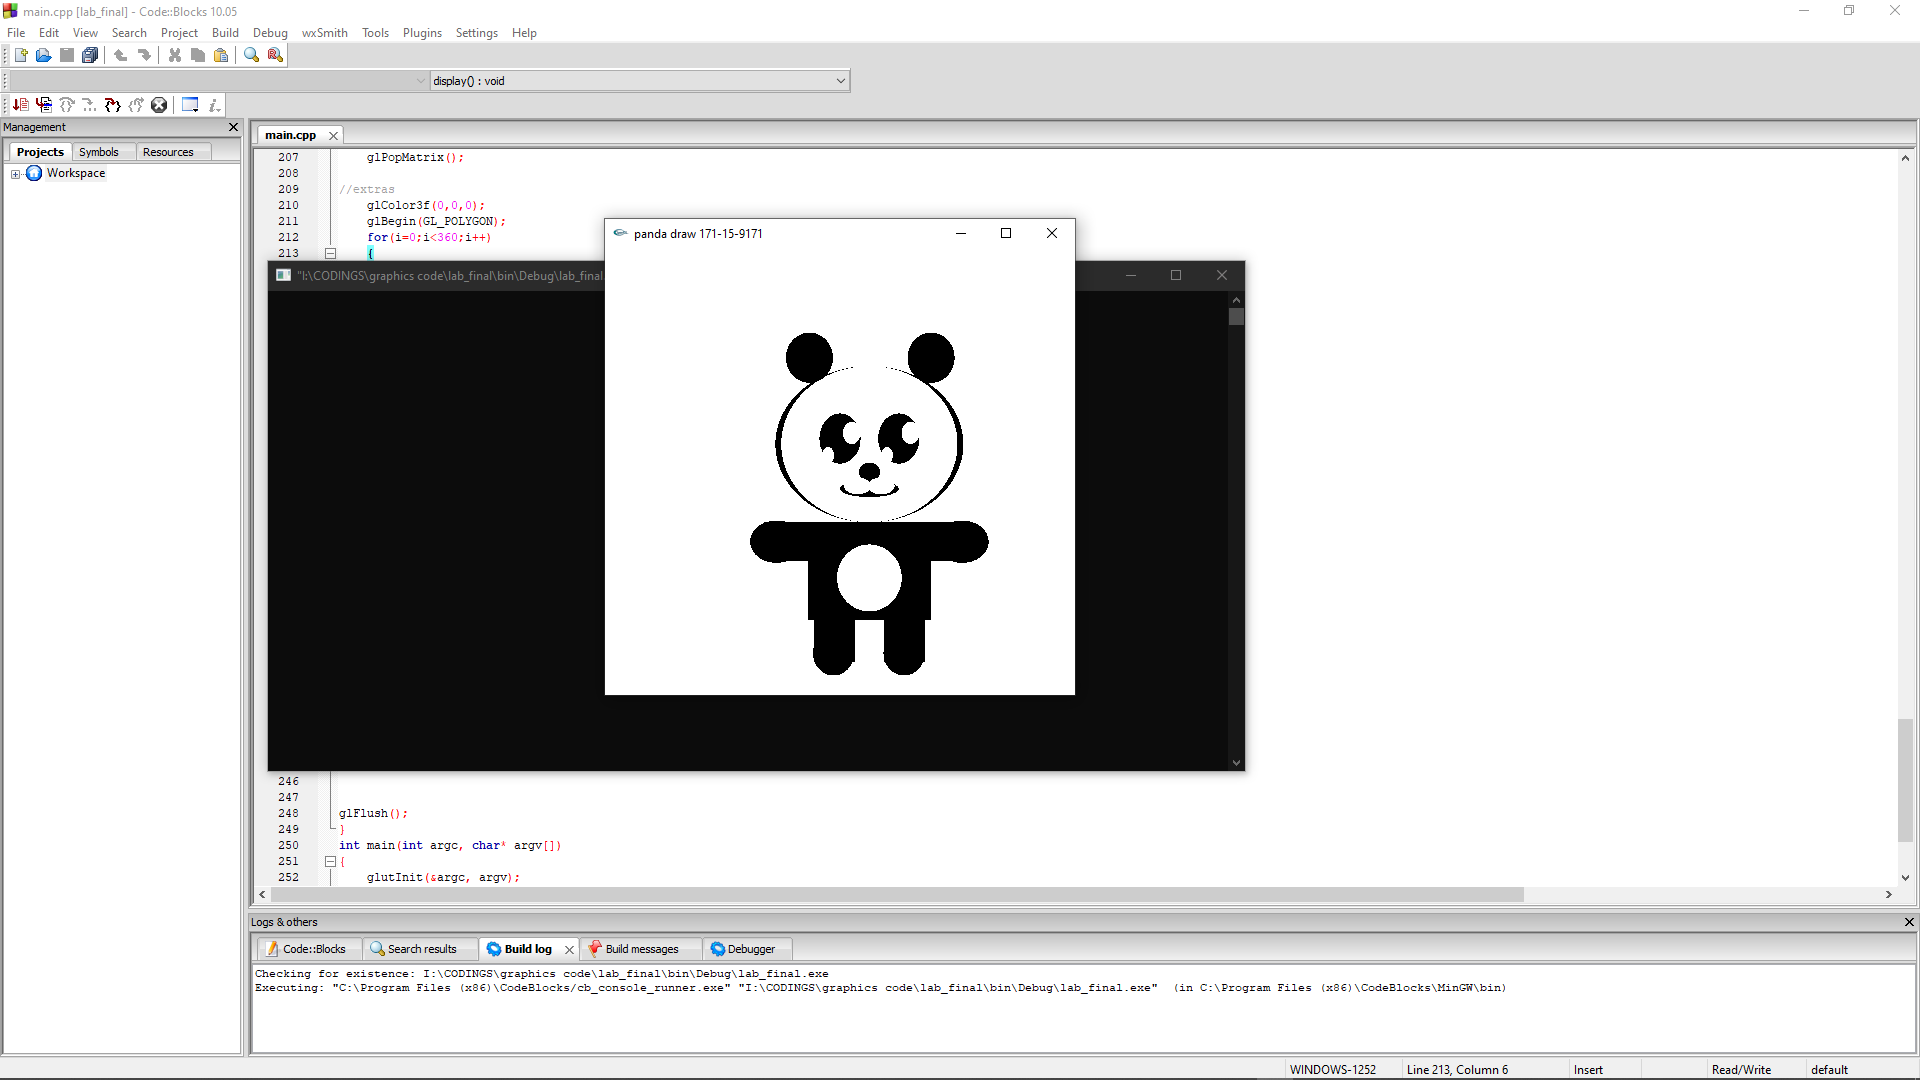 main.cpp [lab_final] - Code::Blocks 10.05
File Edit View Search Project Build Debug wxSmith Tools Plugins Settings Help
display() : void
Management
Projects Symbols Resources
Workspace
main.cpp
207 glPopMatrix();
208
209 //extras
210 glColor3f(0,0,0);
211 glBegin(GL_POLYGON);
212 for(i=0;i<360;i++)
213 {
panda draw 171-15-9171
"I:\CODINGS\graphics code\lab_final\bin\Debug\lab_final
246
247
248 glFlush();
249 }
250 int main(int argc, char* argv[])
251 {
252 glutInit(&argc, argv);
Logs & others
Code::Blocks Search results Build log Build messages Debugger
Checking for existence: I:\CODINGS\graphics code\lab_final\bin\Debug\lab_final.exe
Executing: "C:\Program Files (x86)\CodeBlocks/cb_console_runner.exe" "I:\CODINGS\graphics code\lab_final\bin\Debug\lab_final.exe"  (in C:\Program Files (x86)\CodeBlocks\MinGW\bin)
WINDOWS-1252 Line 213, Column 6 Insert Read/Write default